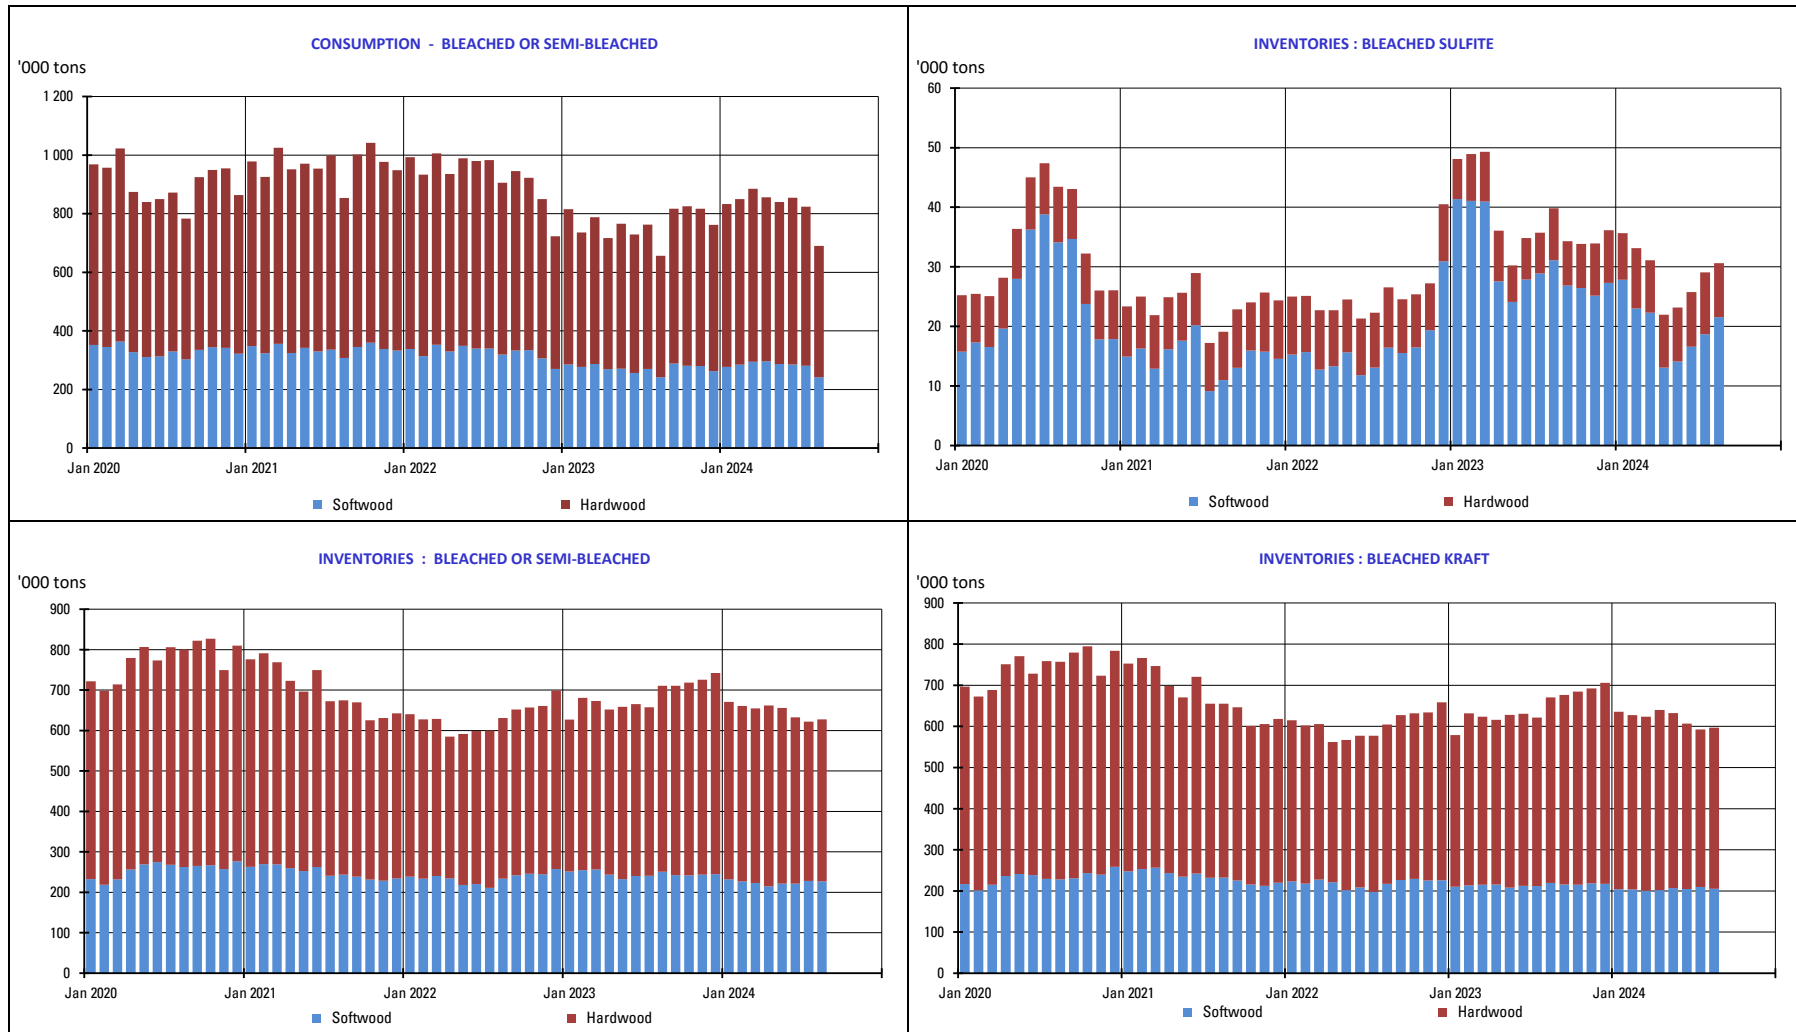 CONSUMPTION - BLEACHED OR SEMI-BLEACHED
'000 tons
1 200
1 000
800
600
400
200
0
Jan 2020 Jan 2021 Jan 2022 Jan 2023 Jan 2024
Softwood Hardwood
INVENTORIES : BLEACHED SULFITE
'000 tons
60
50
40
30
20
10
0
Jan 2020 Jan 2021 Jan 2022 Jan 2023 Jan 2024
Softwood Hardwood
INVENTORIES : BLEACHED OR SEMI-BLEACHED
'000 tons
900
800
700
600
500
400
300
200
100
0
Jan 2020 Jan 2021 Jan 2022 Jan 2023 Jan 2024
Softwood Hardwood
INVENTORIES : BLEACHED KRAFT
'000 tons
900
800
700
600
500
400
300
200
100
0
Jan 2020 Jan 2021 Jan 2022 Jan 2023 Jan 2024
Softwood Hardwood